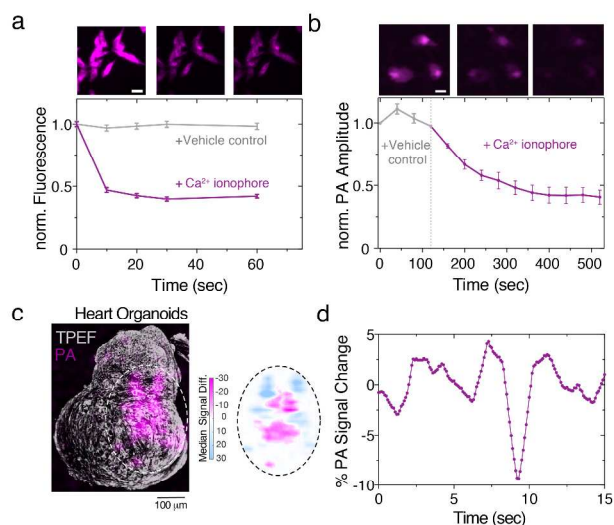 a
norm. Fluorescence
1.0
0.5
0
+Vehicle control
+ Ca²⁺ ionophore
0
20
40
60
Time (sec)
b
norm. PA Amplitude
1.0
0.5
0
+Vehicle
control
+ Ca²⁺ ionophore
0
100
200
300
400
500
Time (sec)
c
Heart Organoids
TPEF
PA
100 μm
Median Signal Diff.
-30
-20
-10
0
10
20
30
d
% PA Signal Change
5
0
-5
-10
0
5
10
15
Time (sec)